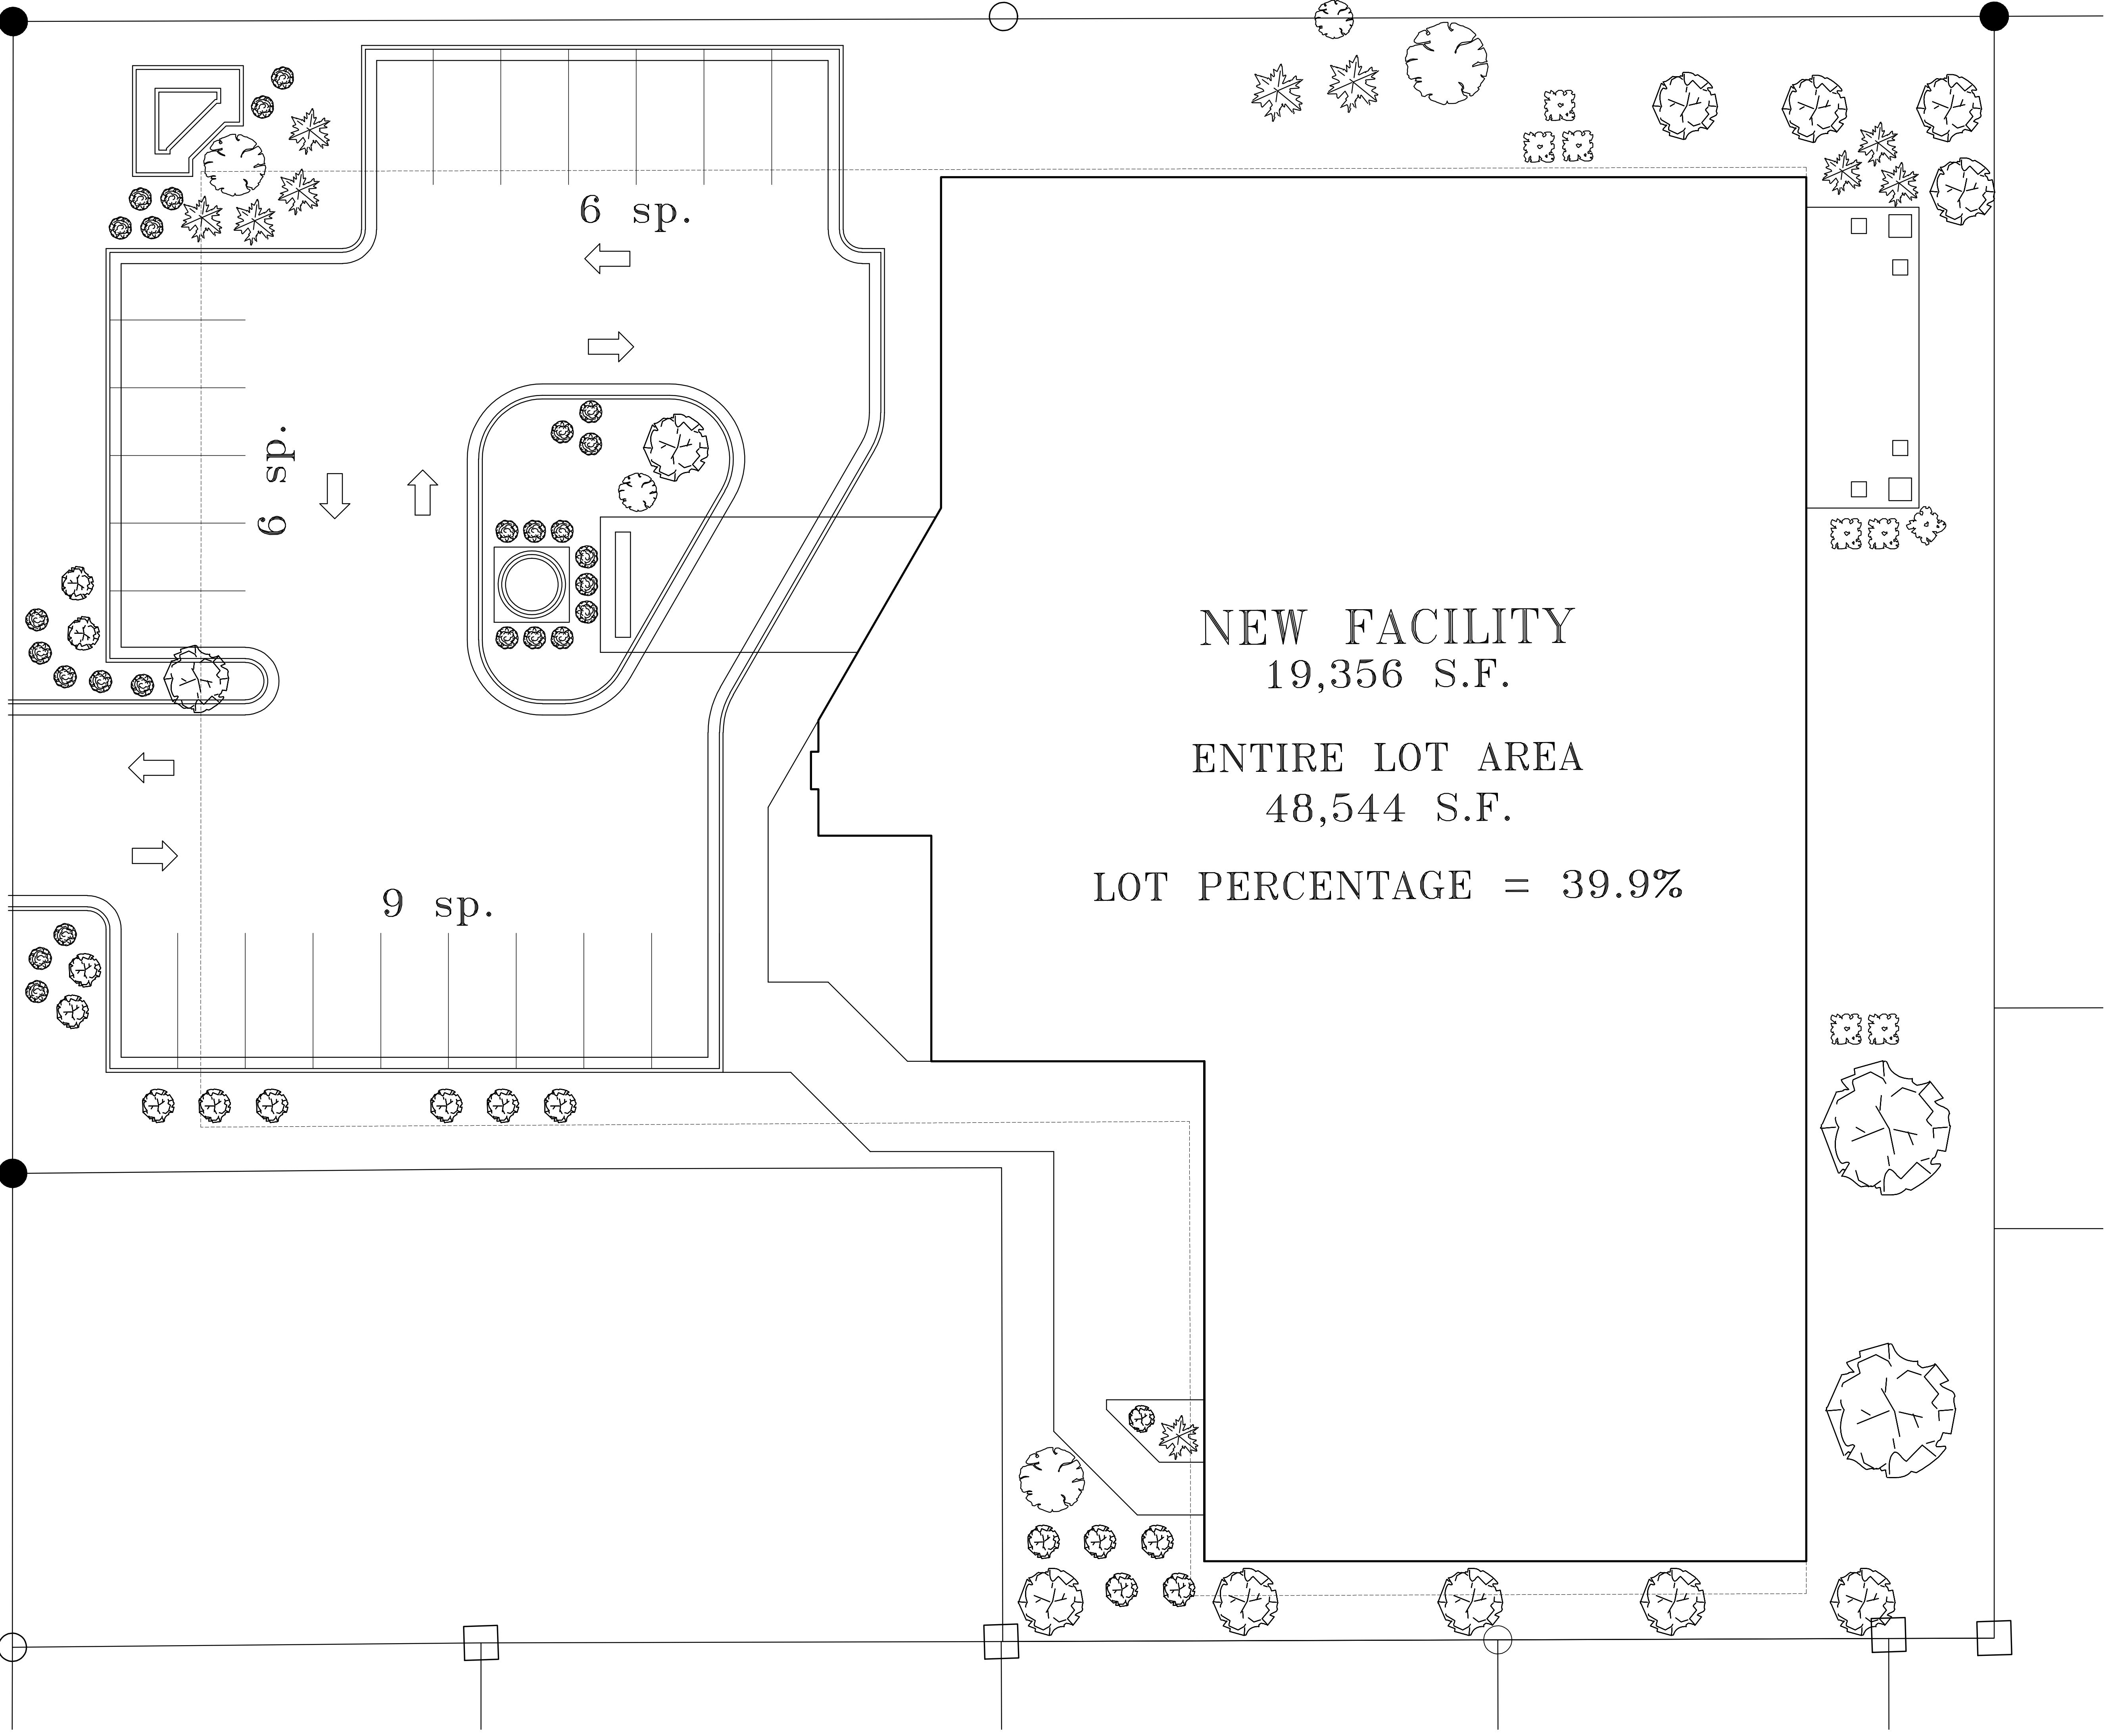 6 sp.
6 sp.
NEW FACILITY
19,356 S.F.
ENTIRE LOT AREA
48,544 S.F.
LOT PERCENTAGE = 39.9%
9 sp.